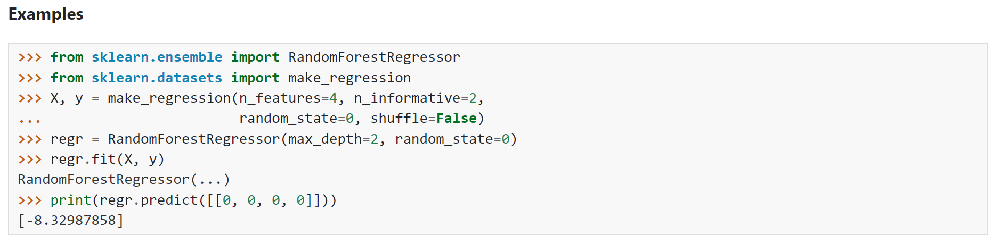 Examples
>>> from sklearn.ensemble import RandomForestRegressor
>>> from sklearn.datasets import make_regression
>>> X, y = make_regression(n_features=4, n_informative=2,
...                        random_state=0, shuffle=False)
>>> regr = RandomForestRegressor(max_depth=2, random_state=0)
>>> regr.fit(X, y)
RandomForestRegressor(...)
>>> print(regr.predict([[0, 0, 0, 0]]))
[-8.32987858]